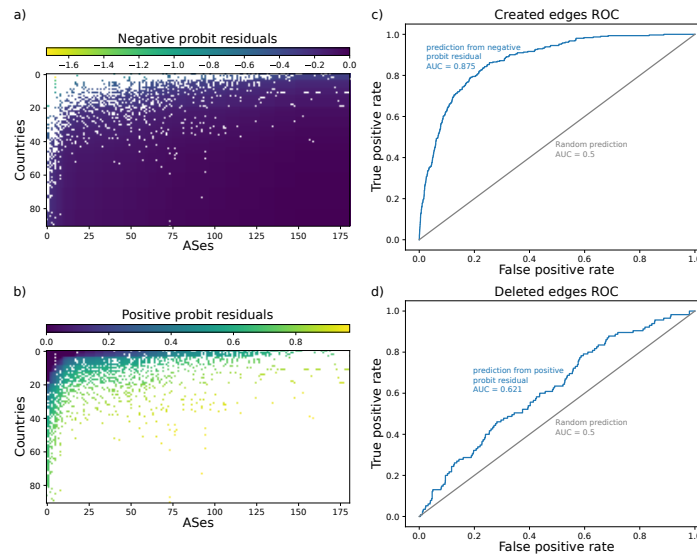 a)
Negative probit residuals
−1.6 −1.4 −1.2 −1.0 −0.8 −0.6 −0.4 −0.2 0.0
0
20
40
60
80
Countries
0 25 50 75 100 125 150 175
ASes
b)
Positive probit residuals
0.0 0.2 0.4 0.6 0.8
0
20
40
60
80
Countries
0 25 50 75 100 125 150 175
ASes
c)
Created edges ROC
1.0
0.8
0.6
0.4
0.2
0.0
True positive rate
prediction from negative
probit residual
AUC = 0.875
Random prediction
AUC = 0.5
0.0 0.2 0.4 0.6 0.8 1.0
False positive rate
d)
Deleted edges ROC
1.0
0.8
0.6
0.4
0.2
0.0
True positive rate
prediction from positive
probit residual
AUC = 0.621
Random prediction
AUC = 0.5
0.0 0.2 0.4 0.6 0.8 1.0
False positive rate